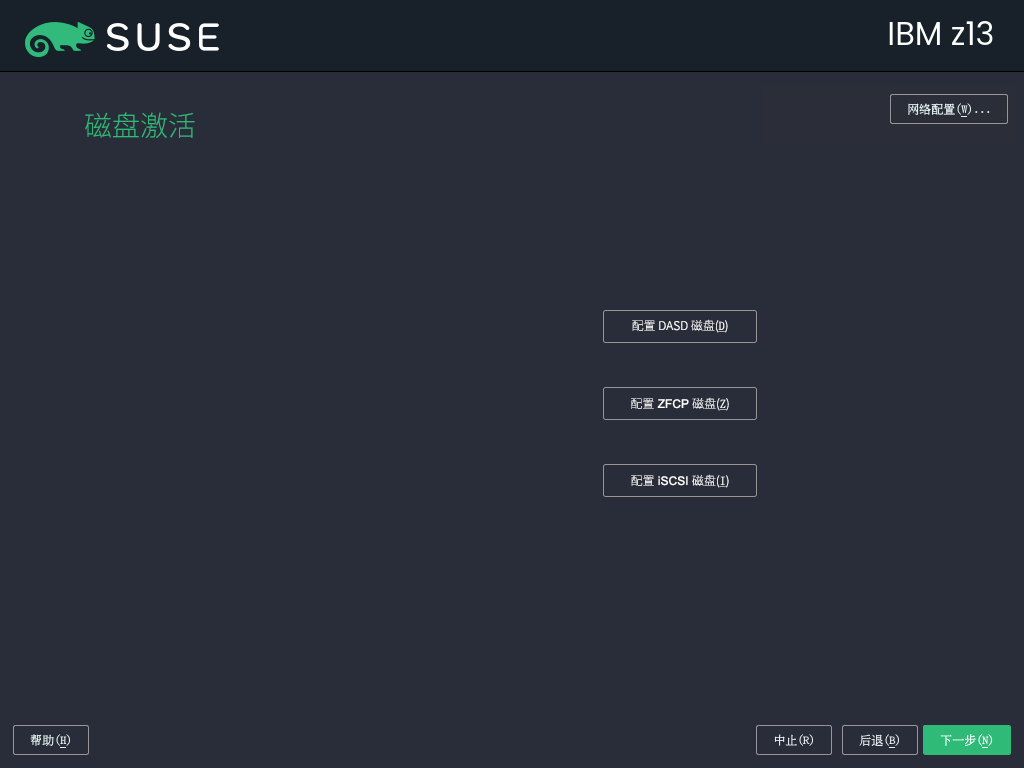 SUSE
IBM z13
网络配置(W)...
磁盘激活
配置 DASD 磁盘(D)
配置 ZFCP 磁盘(Z)
配置 iSCSI 磁盘(I)
帮助(H)
中止(R)
后退(B)
下一步(N)